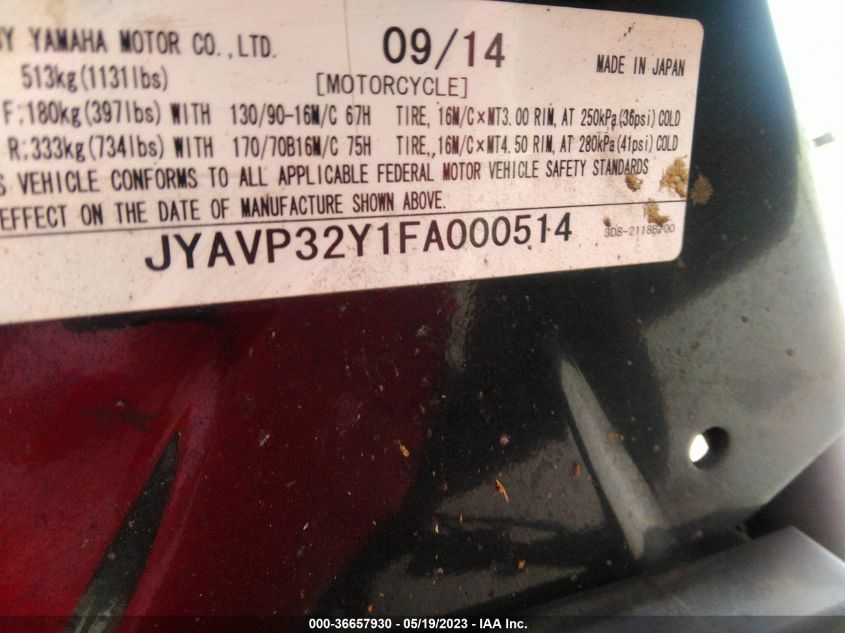 BY YAMAHA MOTOR CO.,LTD. 09/14 MADE IN JAPAN
513kg(1131lbs) [MOTORCYCLE]
F:180kg(397lbs) WITH 130/90-16M/C 67H TIRE, 16M/C×MT3.00 RIM, AT 250kPa(36psi) COLD
R:333kg(734lbs) WITH 170/70B16M/C 75H TIRE,,16M/C×MT4.50 RIM, AT 280kPa(41psi) COLD
S VEHICLE CONFORMS TO ALL APPLICABLE FEDERAL MOTOR VEHICLE SAFETY STANDARDS
EFFECT ON THE DATE OF MANUFACTURE SHOWN ABOVE.
JYAVP32Y1FA000514
000-36657930 - 05/19/2023 - IAA Inc.